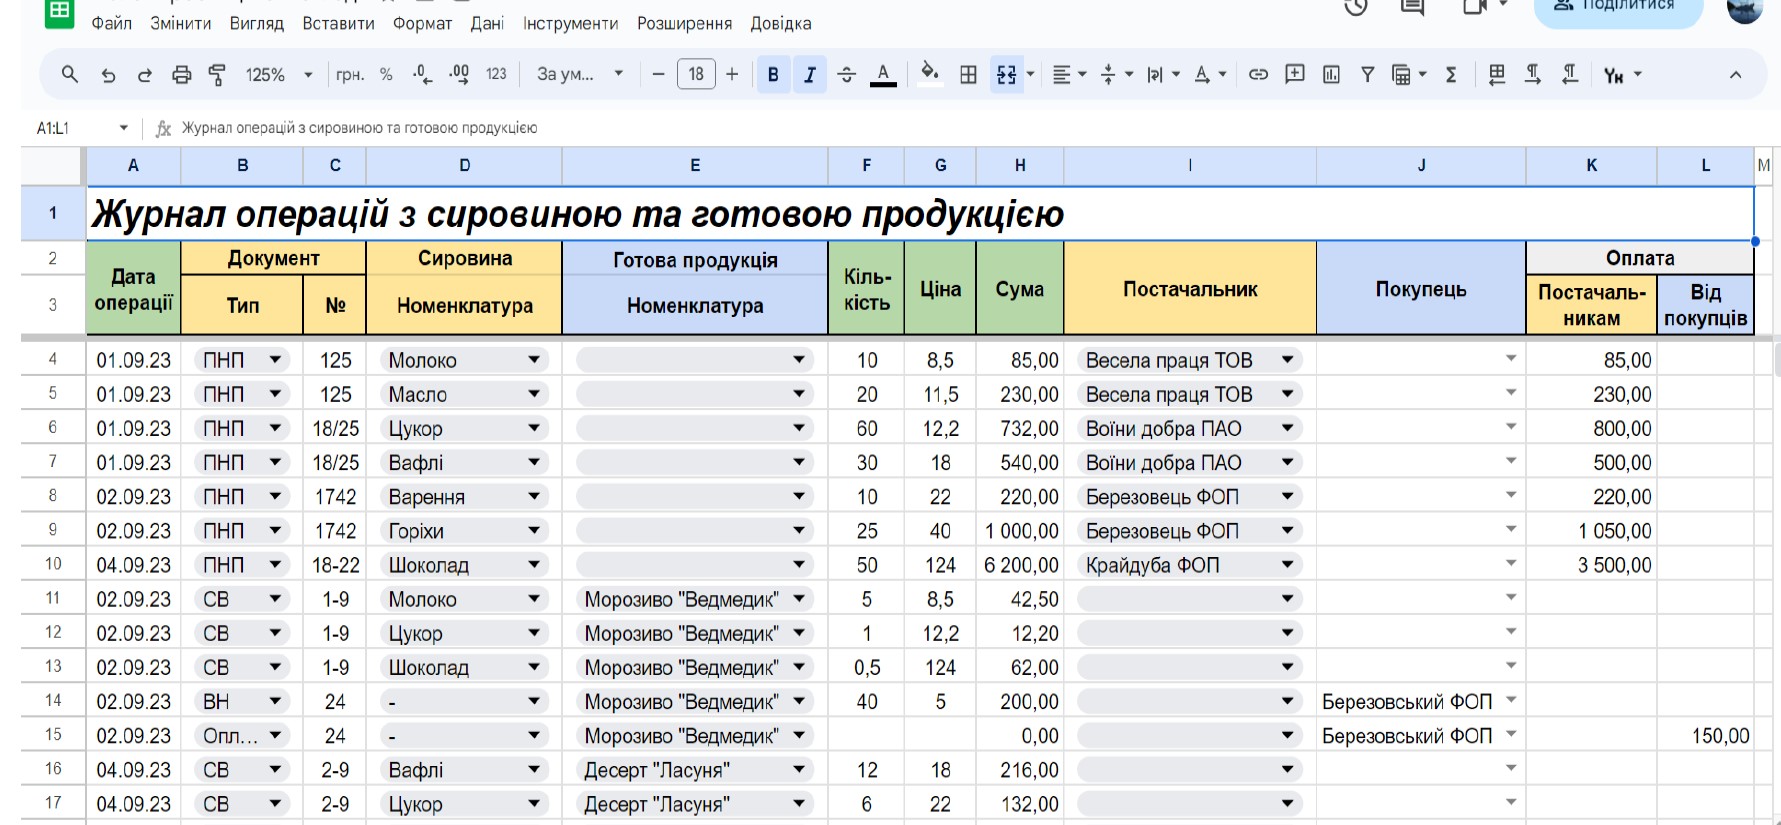 Поділитися
Файл Змінити Вигляд Вставити Формат Дані Інструменти Розширення Довідка
125% грн. % .0 .00 123 За ум... − 18 + B I A Σ
A1:L1 fx Журнал операцій з сировиною та готовою продукцією
A B C D E F G H I J K L M
1 Журнал операцій з сировиною та готовою продукцією
2 Дата операції Документ Сировина Готова продукція Кіль-кість Ціна Сума Постачальник Покупець Оплата
3 Тип № Номенклатура Номенклатура Постачаль-никам Від покупців
4 01.09.23 ПНП 125 Молоко 10 8,5 85,00 Весела праця ТОВ 85,00
5 01.09.23 ПНП 125 Масло 20 11,5 230,00 Весела праця ТОВ 230,00
6 01.09.23 ПНП 18/25 Цукор 60 12,2 732,00 Воїни добра ПАО 800,00
7 01.09.23 ПНП 18/25 Вафлі 30 18 540,00 Воїни добра ПАО 500,00
8 02.09.23 ПНП 1742 Варення 10 22 220,00 Березовець ФОП 220,00
9 02.09.23 ПНП 1742 Горіхи 25 40 1 000,00 Березовець ФОП 1 050,00
10 04.09.23 ПНП 18-22 Шоколад 50 124 6 200,00 Крайдуба ФОП 3 500,00
11 02.09.23 СВ 1-9 Молоко Морозиво "Ведмедик" 5 8,5 42,50
12 02.09.23 СВ 1-9 Цукор Морозиво "Ведмедик" 1 12,2 12,20
13 02.09.23 СВ 1-9 Шоколад Морозиво "Ведмедик" 0,5 124 62,00
14 02.09.23 ВН 24 - Морозиво "Ведмедик" 40 5 200,00 Березовський ФОП
15 02.09.23 Опл... 24 - Морозиво "Ведмедик" 0,00 Березовський ФОП 150,00
16 04.09.23 СВ 2-9 Вафлі Десерт "Ласуня" 12 18 216,00
17 04.09.23 СВ 2-9 Цукор Десерт "Ласуня" 6 22 132,00